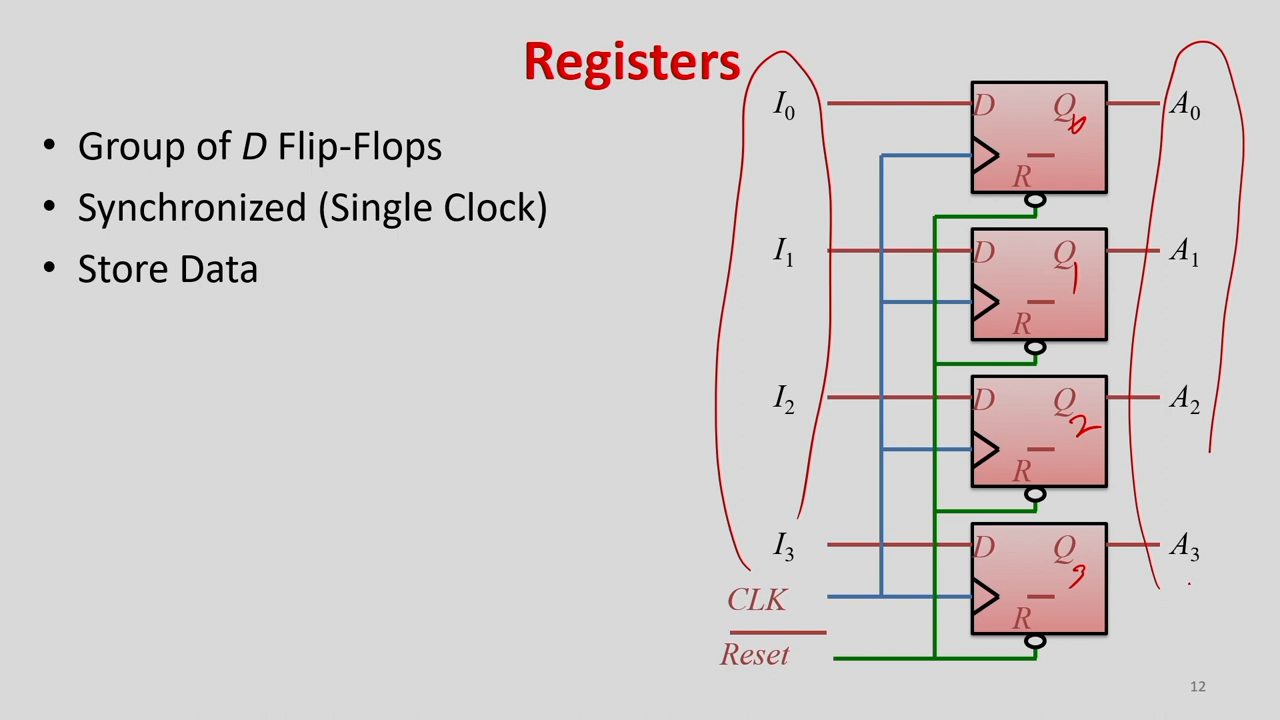 Registers
• Group of D Flip-Flops
• Synchronized (Single Clock)
• Store Data
I₀ D Q₀ A₀
R
I₁ D Q₁ A₁
R
I₂ D Q₂ A₂
R
I₃ D Q₃ A₃
CLK
R
Reset
12